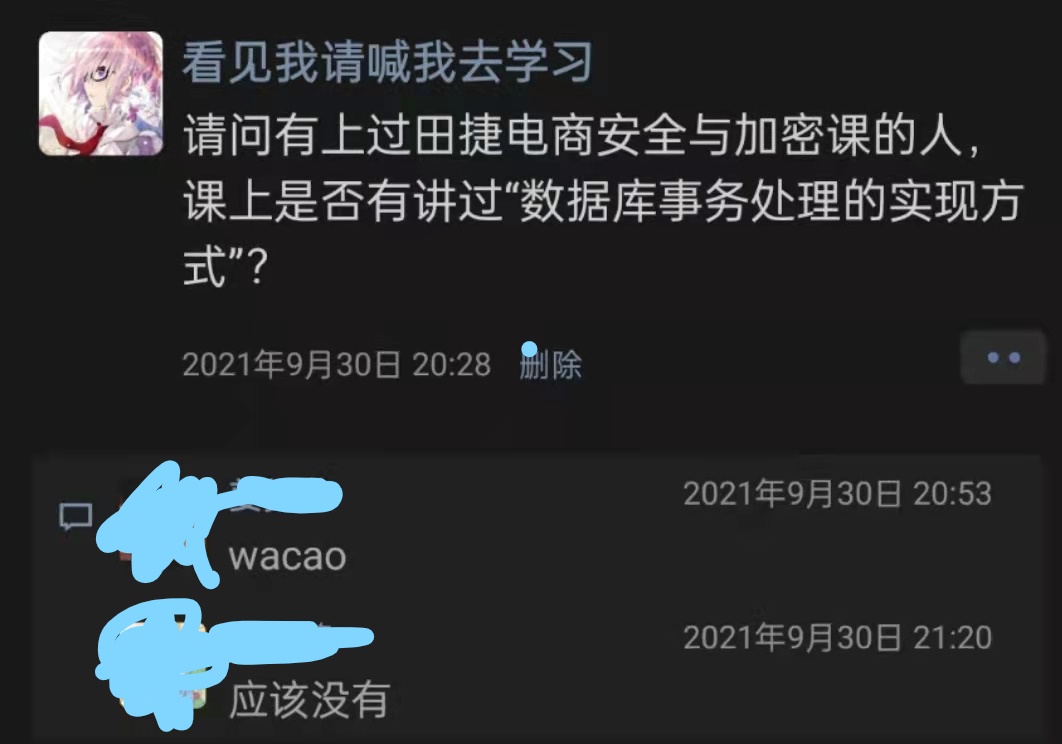 看见我请喊我去学习
请问有上过田捷电商安全与加密课的人，
课上是否有讲过“数据库事务处理的实现方
式”？
2021年9月30日 20:28 删除
2021年9月30日 20:53
wacao
2021年9月30日 21:20
应该没有